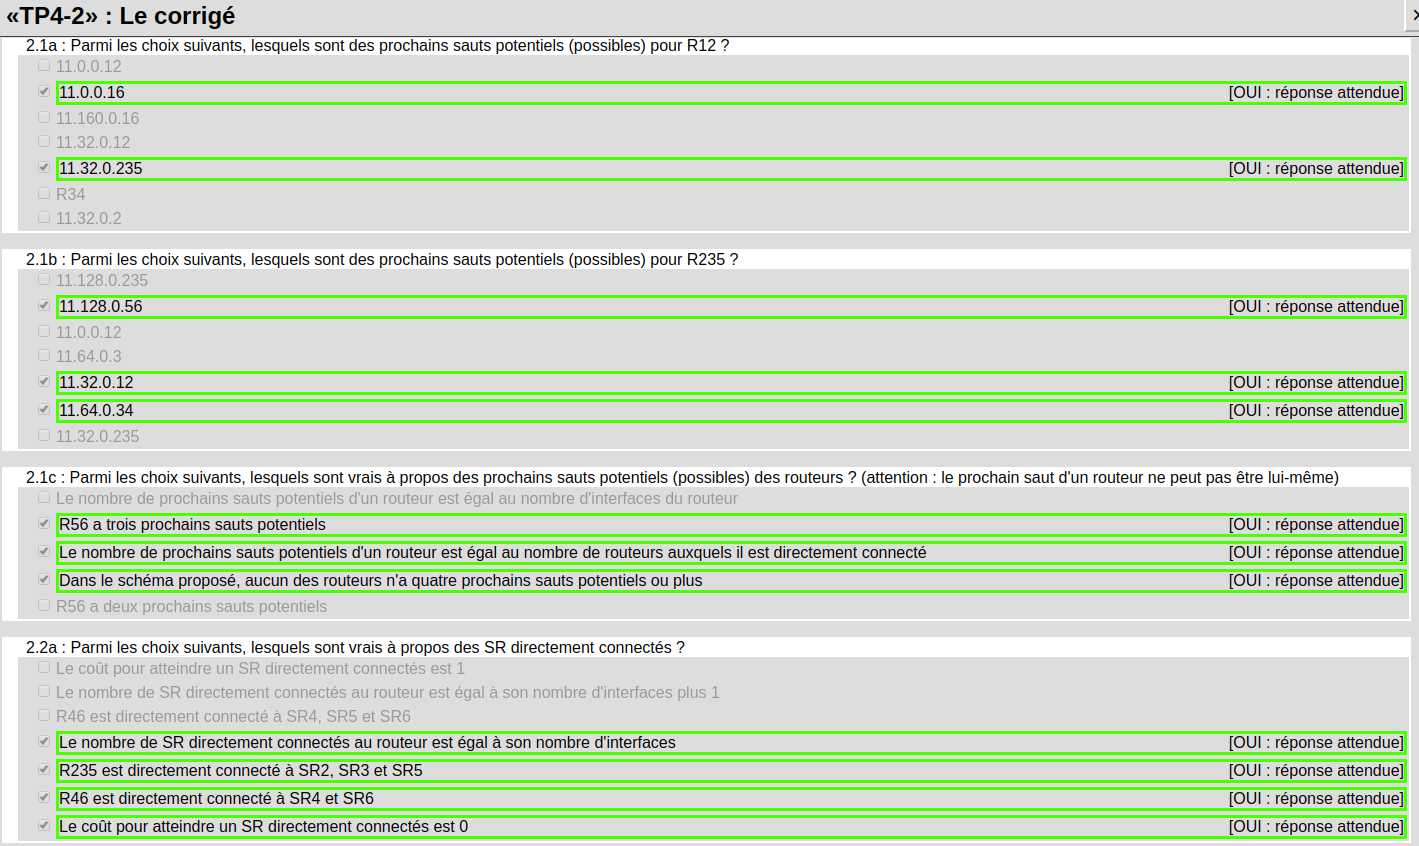 «TP4-2» : Le corrigé
2.1a : Parmi les choix suivants, lesquels sont des prochains sauts potentiels (possibles) pour R12 ?
11.0.0.12
11.0.0.16 [OUI : réponse attendue]
11.160.0.16
11.32.0.12
11.32.0.235 [OUI : réponse attendue]
R34
11.32.0.2
2.1b : Parmi les choix suivants, lesquels sont des prochains sauts potentiels (possibles) pour R235 ?
11.128.0.235
11.128.0.56 [OUI : réponse attendue]
11.0.0.12
11.64.0.3
11.32.0.12 [OUI : réponse attendue]
11.64.0.34 [OUI : réponse attendue]
11.32.0.235
2.1c : Parmi les choix suivants, lesquels sont vrais à propos des prochains sauts potentiels (possibles) des routeurs ? (attention : le prochain saut d'un routeur ne peut pas être lui-même)
Le nombre de prochains sauts potentiels d'un routeur est égal au nombre d'interfaces du routeur
R56 a trois prochains sauts potentiels [OUI : réponse attendue]
Le nombre de prochains sauts potentiels d'un routeur est égal au nombre de routeurs auxquels il est directement connecté [OUI : réponse attendue]
Dans le schéma proposé, aucun des routeurs n'a quatre prochains sauts potentiels ou plus [OUI : réponse attendue]
R56 a deux prochains sauts potentiels
2.2a : Parmi les choix suivants, lesquels sont vrais à propos des SR directement connectés ?
Le coût pour atteindre un SR directement connectés est 1
Le nombre de SR directement connectés au routeur est égal à son nombre d'interfaces plus 1
R46 est directement connecté à SR4, SR5 et SR6
Le nombre de SR directement connectés au routeur est égal à son nombre d'interfaces [OUI : réponse attendue]
R235 est directement connecté à SR2, SR3 et SR5 [OUI : réponse attendue]
R46 est directement connecté à SR4 et SR6 [OUI : réponse attendue]
Le coût pour atteindre un SR directement connectés est 0 [OUI : réponse attendue]